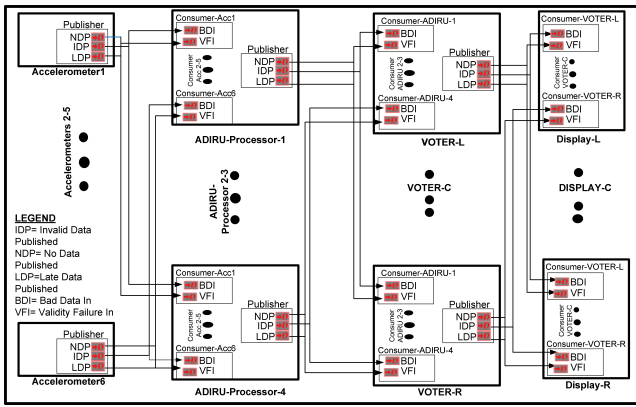 Publisher
NDP
IDP
LDP
Accelerometer1
Accelerometers 2-5
LEGEND
IDP= Invalid Data
Published
NDP= No Data
Published
LDP=Late Data
Published
BDI= Bad Data In
VFI= Validity Failure In
Publisher
NDP
IDP
LDP
Accelerometer6
Consumer-Acc1
BDI
VFI
Consumer
Acc 2-5
Consumer-Acc6
BDI
VFI
Publisher
NDP
IDP
LDP
ADIRU-Processor-1
ADIRU-
Processor 2-3
Consumer-Acc1
BDI
VFI
Consumer
Acc 2-5
Consumer-Acc6
BDI
VFI
Publisher
NDP
IDP
LDP
ADIRU-Processor-4
Consumer-ADIRU-1
BDI
VFI
Consumer
ADIRU 2-3
Consumer-ADIRU-4
BDI
VFI
Publisher
NDP
IDP
LDP
VOTER-L
VOTER-C
Consumer-ADIRU-1
BDI
VFI
Consumer
ADIRU 2-3
Consumer-ADIRU-4
BDI
VFI
Publisher
NDP
IDP
LDP
VOTER-R
Consumer-VOTER-L
BDI
VFI
Consumer
VOTER-C
Consumer-VOTER-R
BDI
VFI
Display-L
DISPLAY-C
Consumer-VOTER-L
BDI
VFI
Consumer
VOTER-C
Consumer-VOTER-R
BDI
VFI
Display-R